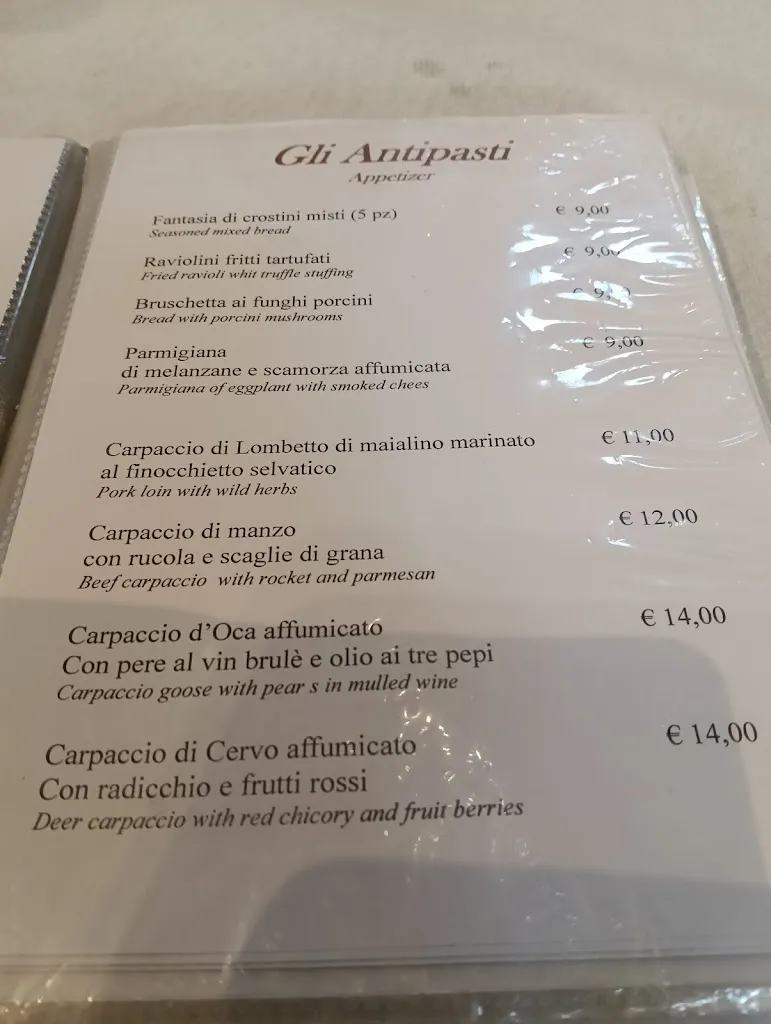 Gli Antipasti
Appetizer
Fantasia di crostini misti (5 pz) € 9,00
Seasoned mixed bread
Raviolini fritti tartufati € 9,00
Fried ravioli whit truffle stuffing
Bruschetta ai funghi porcini € 9,
Bread with porcini mushrooms
Parmigiana € 9,00
di melanzane e scamorza affumicata
Parmigiana of eggplant with smoked chees
Carpaccio di Lombetto di maialino marinato € 11,00
al finocchietto selvatico
Pork loin with wild herbs
Carpaccio di manzo € 12,00
con rucola e scaglie di grana
Beef carpaccio with rocket and parmesan
Carpaccio d'Oca affumicato € 14,00
Con pere al vin brulè e olio ai tre pepi
Carpaccio goose with pear s in mulled wine
Carpaccio di Cervo affumicato € 14,00
Con radicchio e frutti rossi
Deer carpaccio with red chicory and fruit berries